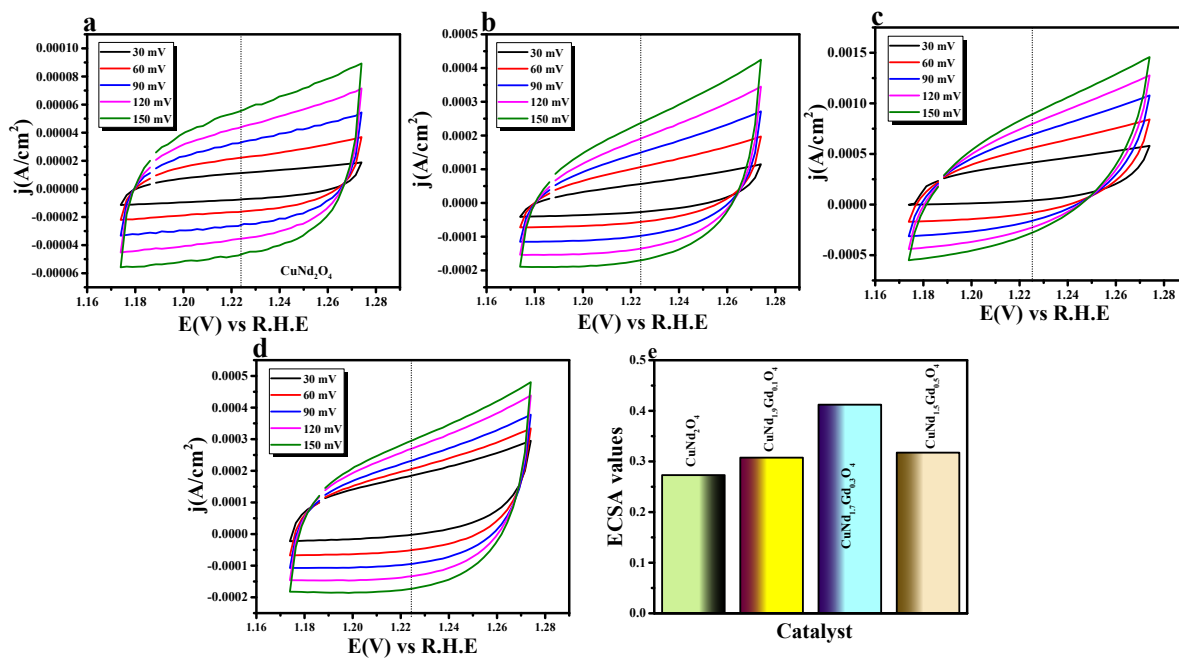 a
j(A/cm²)
0.00010
0.00008
0.00006
0.00004
0.00002
0.00000
-0.00002
-0.00004
-0.00006
30 mV
60 mV
90 mV
120 mV
150 mV
CuNd₂O₄
1.16 1.18 1.20 1.22 1.24 1.26 1.28
E(V) vs R.H.E
b
j(A/cm²)
0.0005
0.0004
0.0003
0.0002
0.0001
0.0000
-0.0001
-0.0002
30 mV
60 mV
90 mV
120 mV
150 mV
1.16 1.18 1.20 1.22 1.24 1.26 1.28
E(V) vs R.H.E
c
j(A/cm²)
0.0015
0.0010
0.0005
0.0000
-0.0005
30 mV
60 mV
90 mV
120 mV
150 mV
1.16 1.18 1.20 1.22 1.24 1.26 1.28
E(V) vs R.H.E
d
j(A/cm²)
0.0005
0.0004
0.0003
0.0002
0.0001
0.0000
-0.0001
-0.0002
30 mV
60 mV
90 mV
120 mV
150 mV
1.16 1.18 1.20 1.22 1.24 1.26 1.28
E(V) vs R.H.E
e
ECSA values
0.5
0.4
0.3
0.2
0.1
0.0
CuNd₂O₄
CuNd₁.₉Gd₀.₁O₄
CuNd₁.₇Gd₀.₃O₄
CuNd₁.₅Gd₀.₅O₄
Catalyst